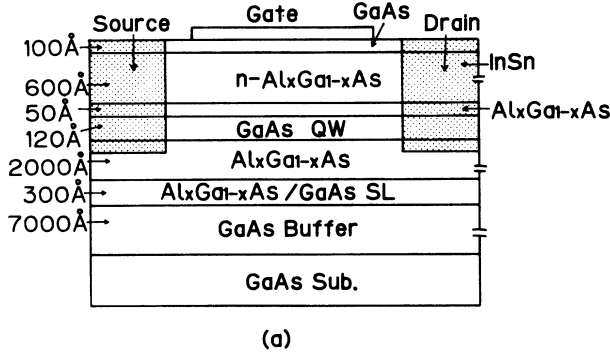 Gate
GaAs
Source
Drain
100Å
InSn
600Å
n-AlxGa1-xAs
50Å
AlxGa1-xAs
120Å
GaAs QW
2000Å
AlxGa1-xAs
300Å
AlxGa1-xAs/GaAs SL
7000Å
GaAs Buffer
GaAs Sub.
(a)